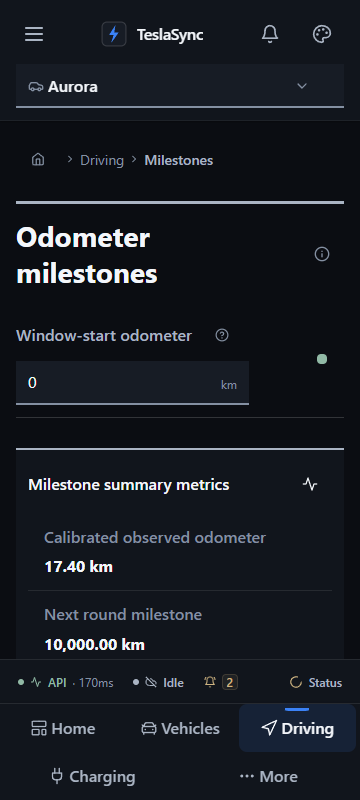 TeslaSync
Aurora
Driving Milestones
Odometer
milestones
Window-start odometer
0 km
Milestone summary metrics
Calibrated observed odometer
17.40 km
Next round milestone
10,000.00 km
API · 170ms Idle 2 Status
Home Vehicles Driving
Charging More